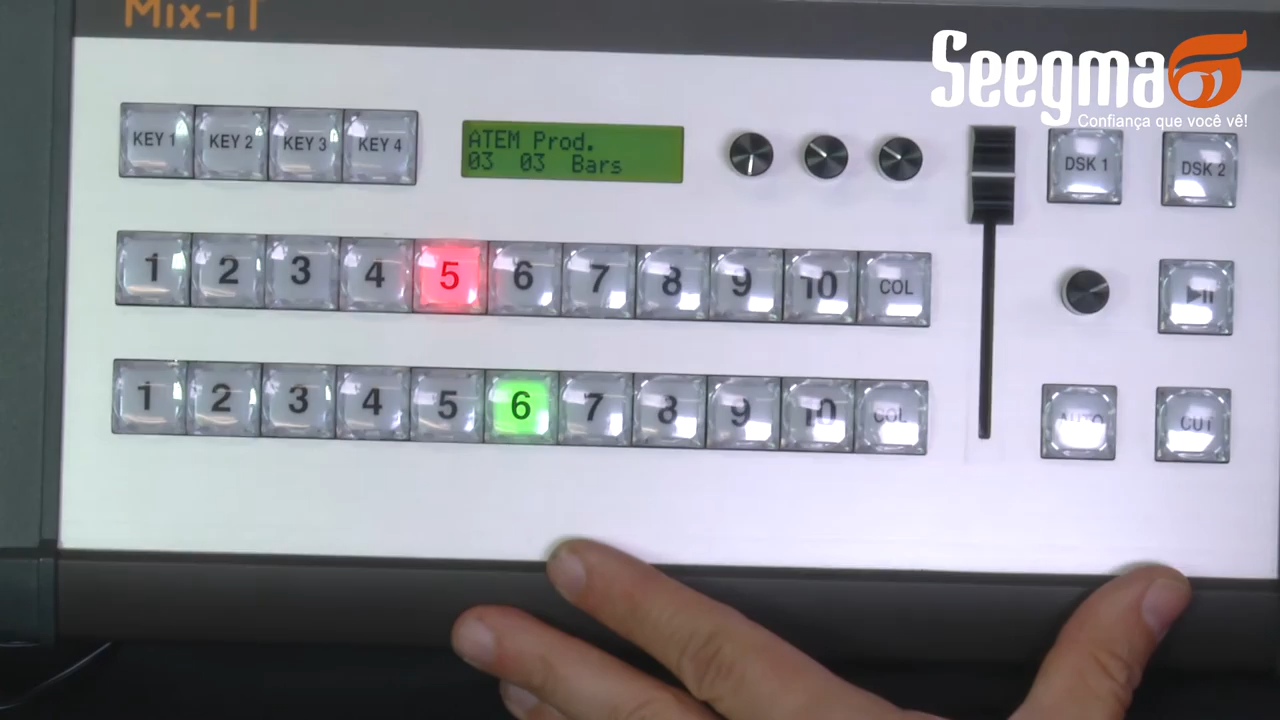 Mix-iT
Seegma
Confiança que você vê!
KEY 1 KEY 2 KEY 3 KEY 4
ATEM Prod.
03 03 Bars
DSK 1 DSK 2
1 2 3 4 5 6 7 8 9 10 COL
1 2 3 4 5 6 7 8 9 10 COL
AUTO CUT